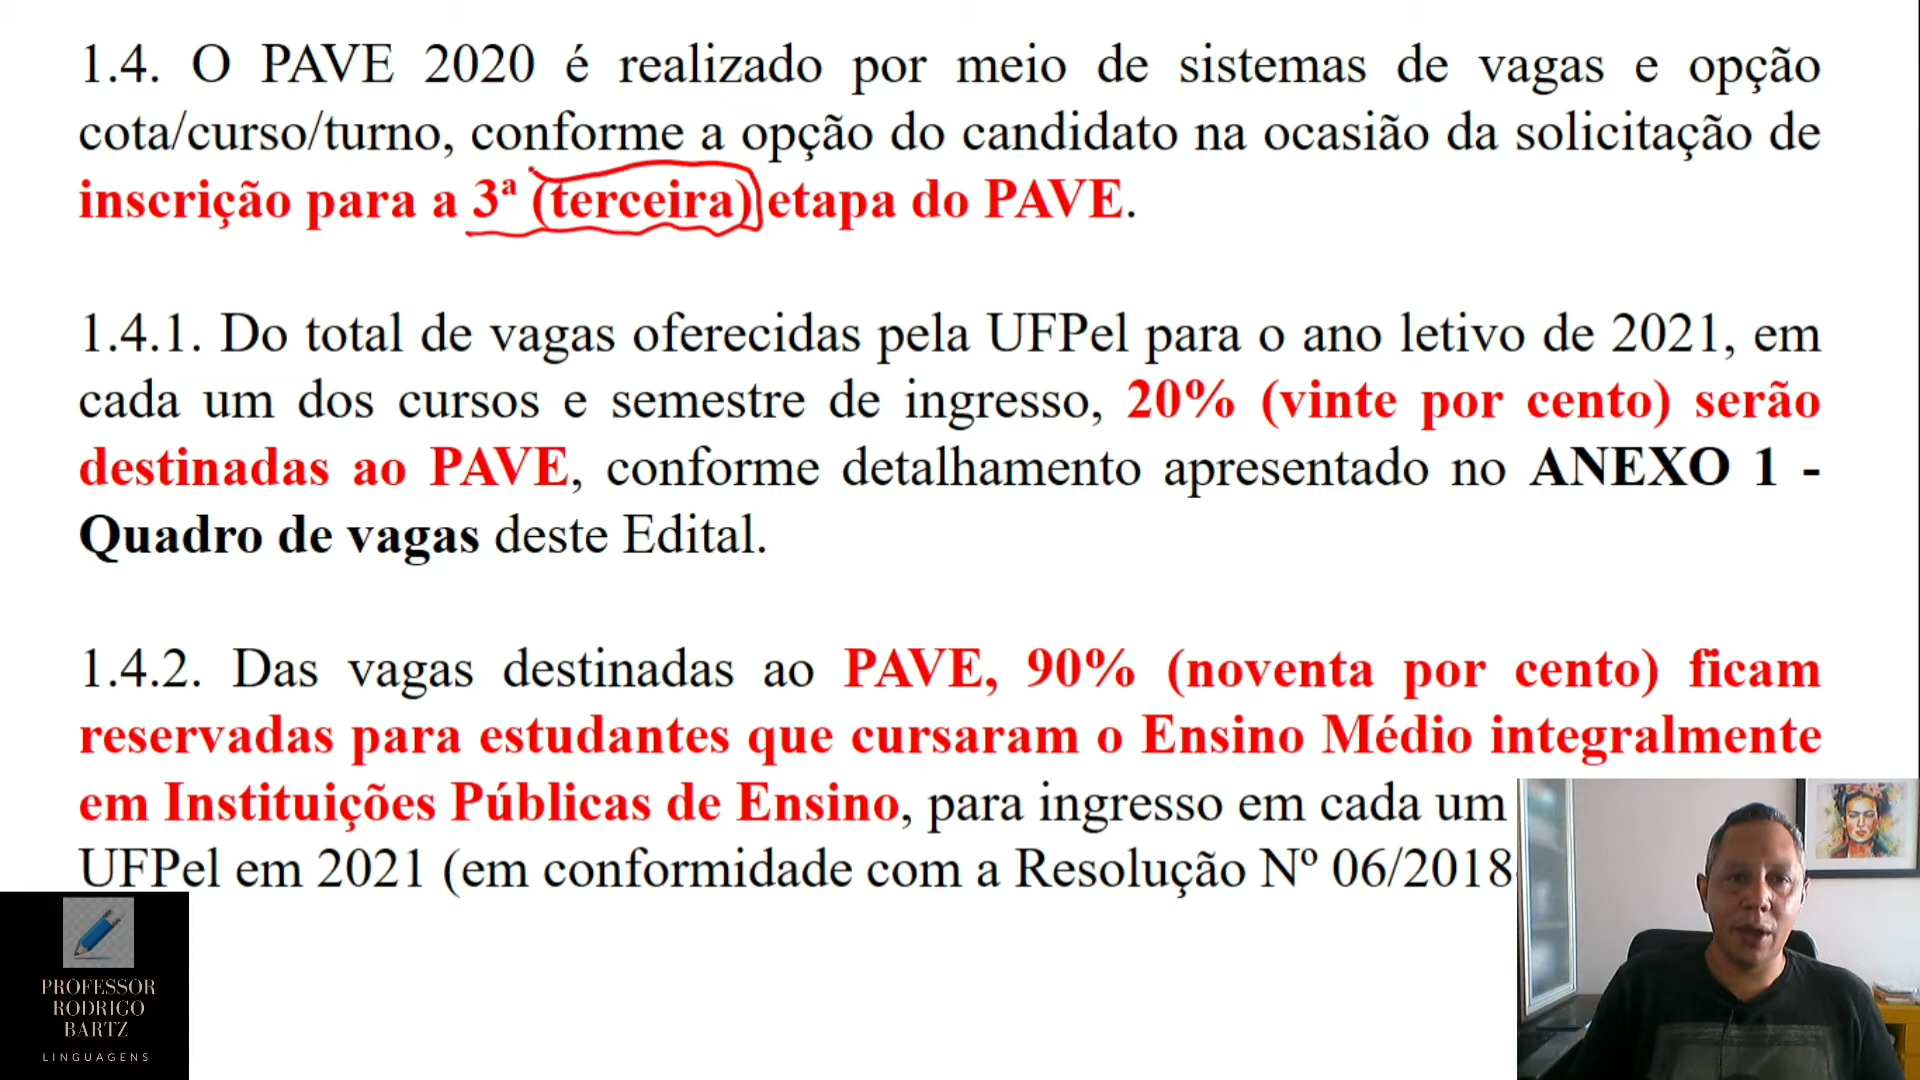 1.4. O PAVE 2020 é realizado por meio de sistemas de vagas e opção
cota/curso/turno, conforme a opção do candidato na ocasião da solicitação de
inscrição para a 3ª (terceira) etapa do PAVE.
1.4.1. Do total de vagas oferecidas pela UFPel para o ano letivo de 2021, em
cada um dos cursos e semestre de ingresso, 20% (vinte por cento) serão
destinadas ao PAVE, conforme detalhamento apresentado no ANEXO 1 -
Quadro de vagas deste Edital.
1.4.2. Das vagas destinadas ao PAVE, 90% (noventa por cento) ficam
reservadas para estudantes que cursaram o Ensino Médio integralmente
em Instituições Públicas de Ensino, para ingresso em cada um
UFPel em 2021 (em conformidade com a Resolução Nº 06/2018
PROFESSOR
RODRIGO
BARTZ
LINGUAGENS